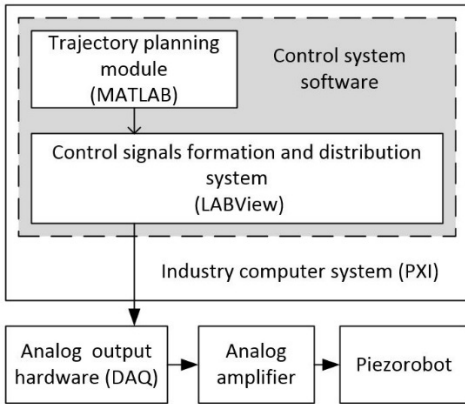 Trajectory planning
module
(MATLAB)
Control system
software
Control signals formation and distribution
system
(LABView)
Industry computer system (PXI)
Analog output
hardware (DAQ)
Analog
amplifier
Piezorobot